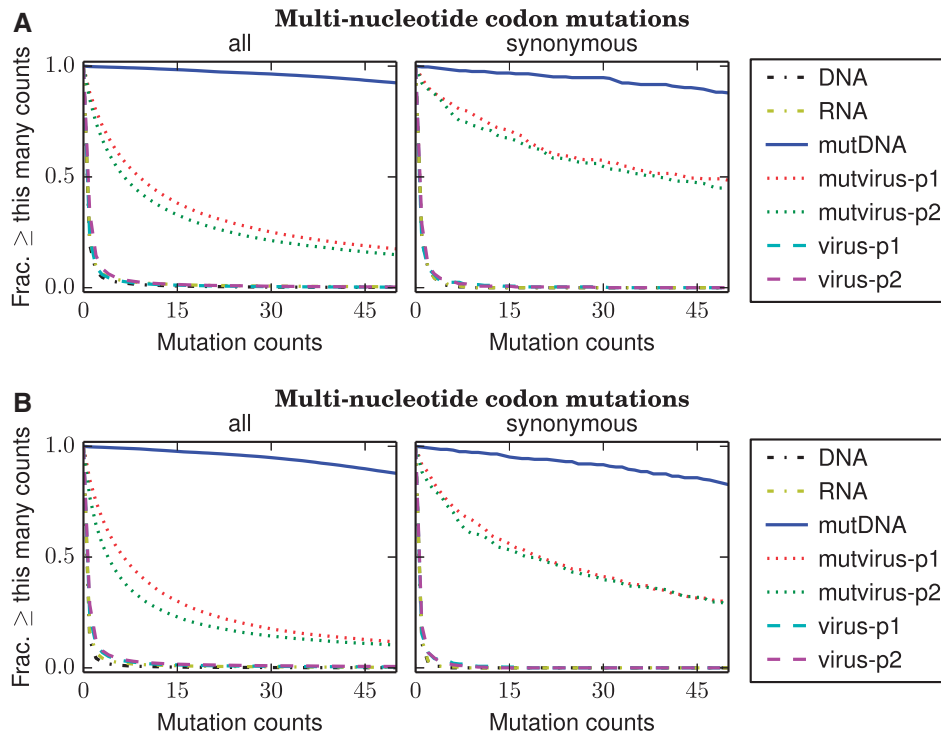 A
Multi-nucleotide codon mutations
all
synonymous
Frac. ≥ this many counts
1.0
0.5
0.0
0 15 30 45
0 15 30 45
Mutation counts
Mutation counts
DNA
RNA
mutDNA
mutvirus-p1
mutvirus-p2
virus-p1
virus-p2
B
Multi-nucleotide codon mutations
all
synonymous
Frac. ≥ this many counts
1.0
0.5
0.0
0 15 30 45
0 15 30 45
Mutation counts
Mutation counts
DNA
RNA
mutDNA
mutvirus-p1
mutvirus-p2
virus-p1
virus-p2